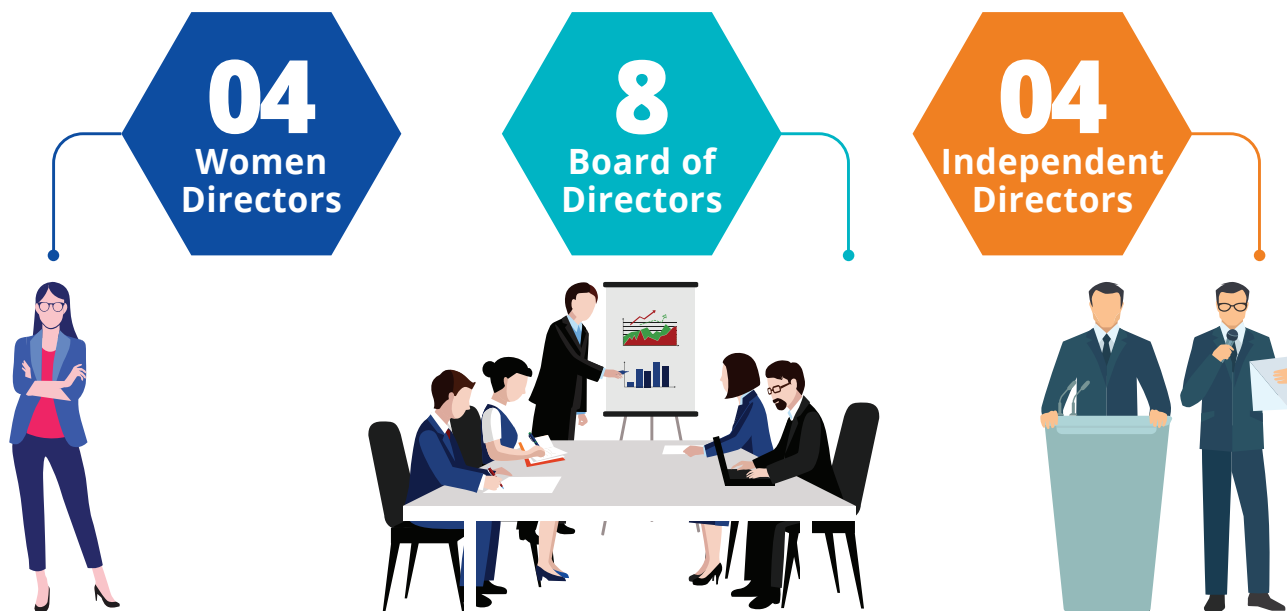 04
Women
Directors
8
Board of
Directors
04
Independent
Directors